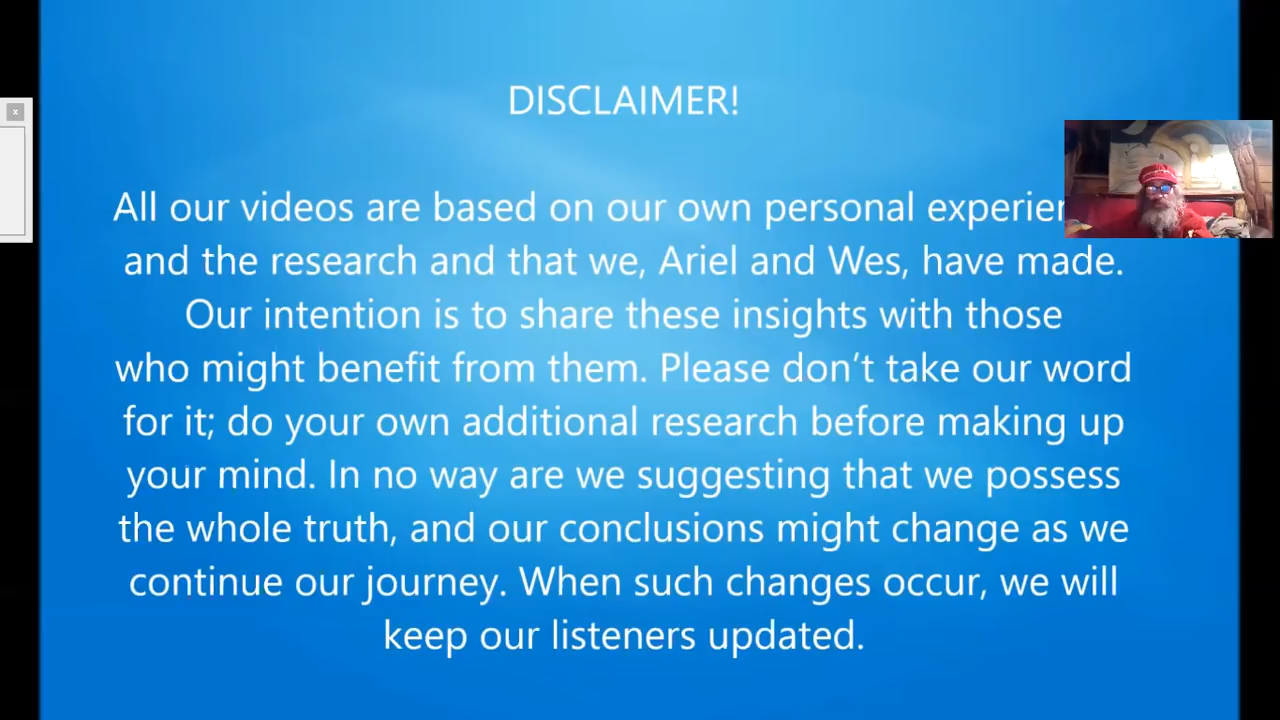 DISCLAIMER!
All our videos are based on our own personal
and the research and that we, Ariel and Wes, have made.
Our intention is to share these insights with those
who might benefit from them. Please don’t take our word
for it; do your own additional research before making up
your mind. In no way are we suggesting that we possess
the whole truth, and our conclusions might change as we
continue our journey. When such changes occur, we will
keep our listeners updated.